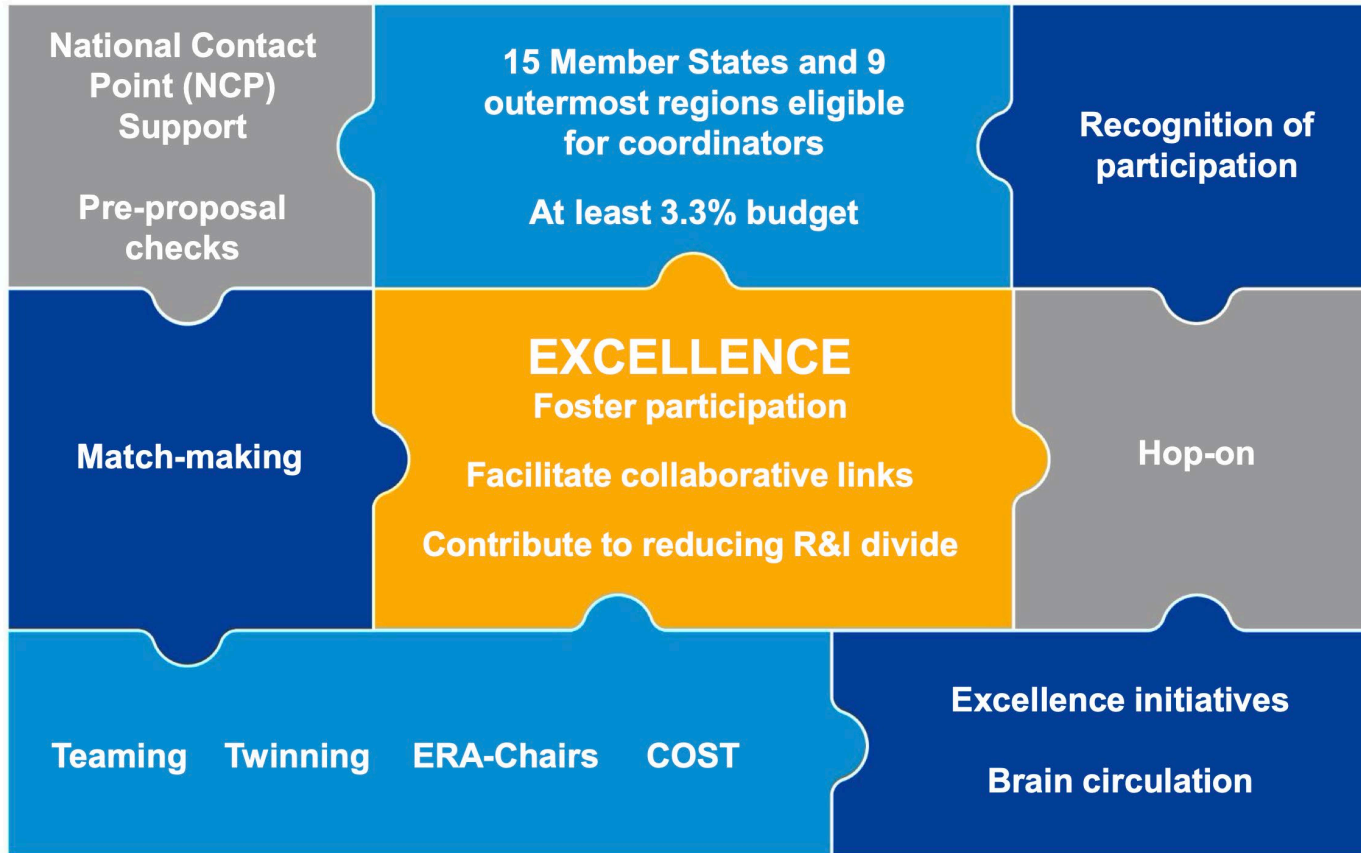 National Contact
Point (NCP)
Support
Pre-proposal
checks
15 Member States and 9
outermost regions eligible
for coordinators
At least 3.3% budget
Recognition of
participation
Match-making
EXCELLENCE
Foster participation
Facilitate collaborative links
Contribute to reducing R&I divide
Hop-on
Teaming Twinning ERA-Chairs COST
Excellence initiatives
Brain circulation